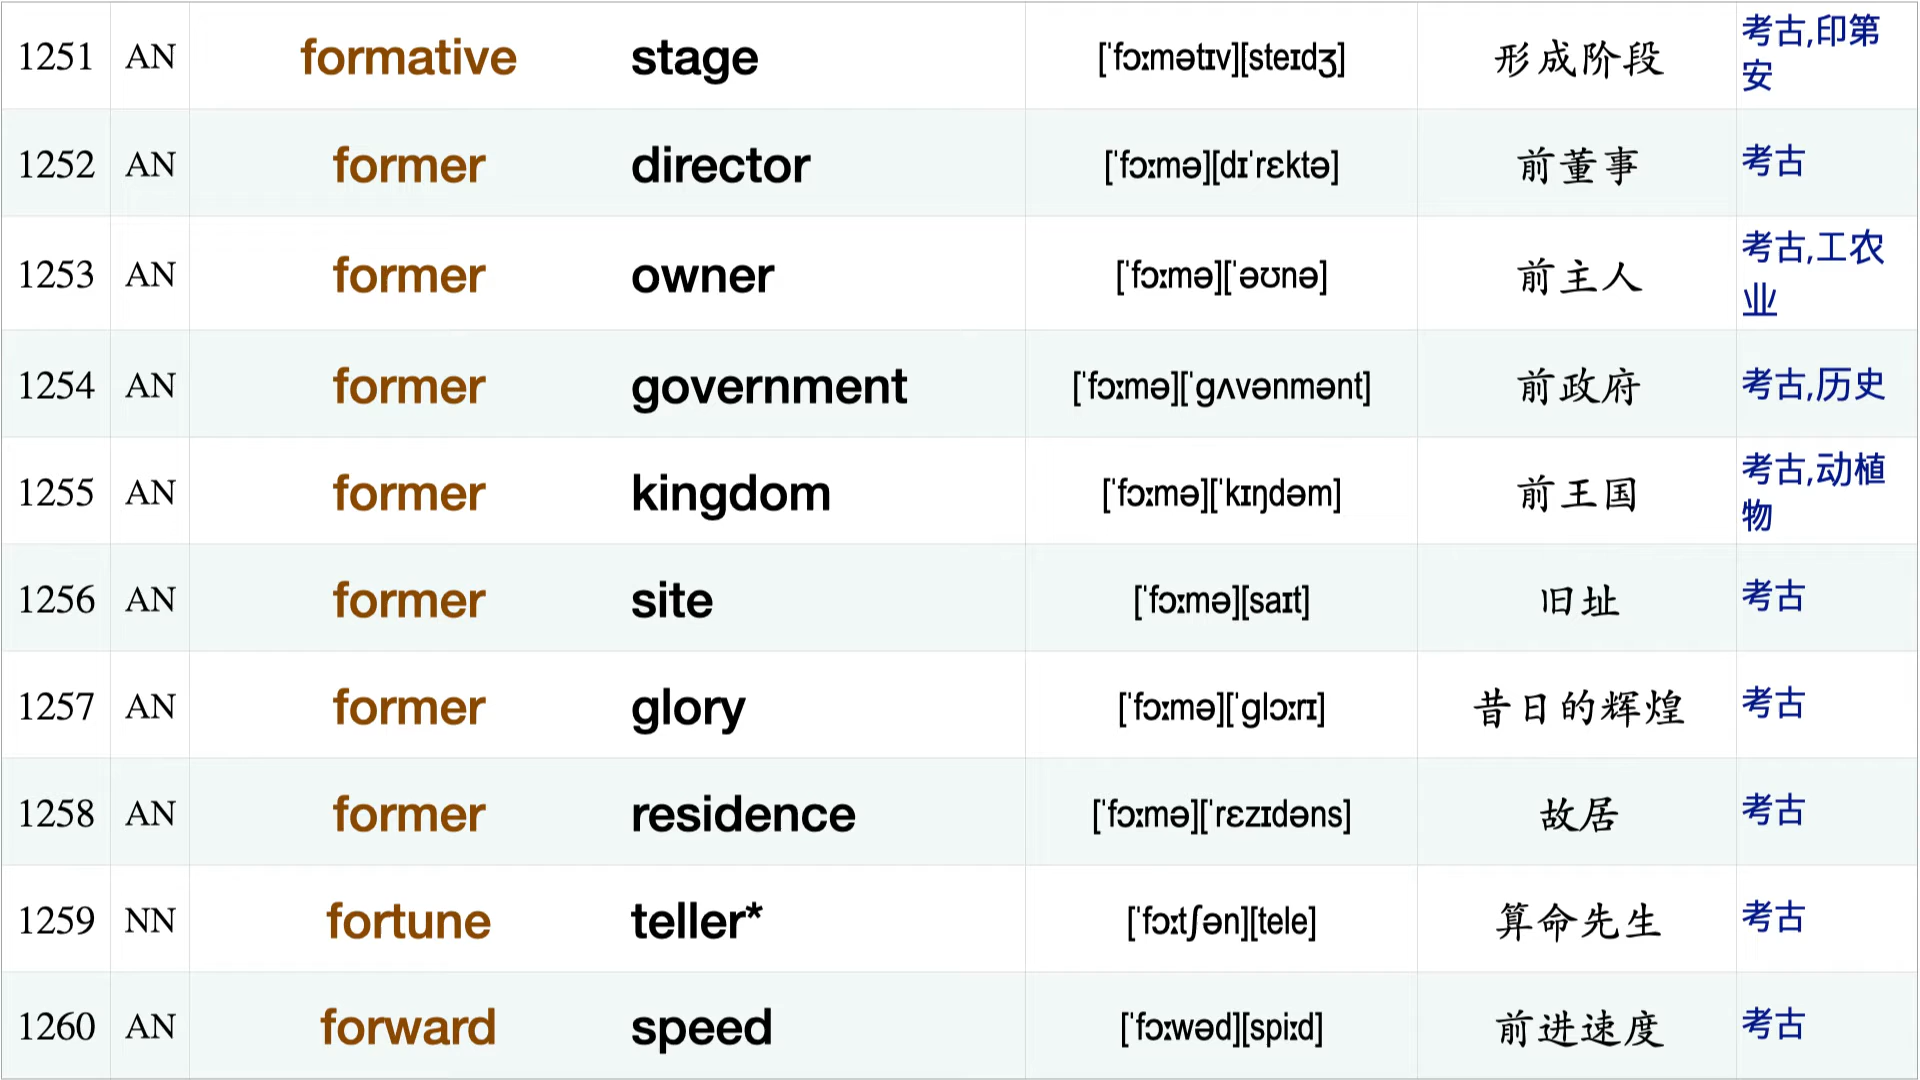 1251 AN formative stage [ˈfɔːmətɪv][steɪdʒ] 形成阶段 考古,印第
安
1252 AN former director [ˈfɔːmə][dɪˈrɛktə] 前董事 考古
1253 AN former owner [ˈfɔːmə][ˈəʊnə] 前主人 考古,工农
业
1254 AN former government [ˈfɔːmə][ˈɡʌvənmənt] 前政府 考古,历史
1255 AN former kingdom [ˈfɔːmə][ˈkɪŋdəm] 前王国 考古,动植
物
1256 AN former site [ˈfɔːmə][saɪt] 旧址 考古
1257 AN former glory [ˈfɔːmə][ˈɡlɔːrɪ] 昔日的辉煌 考古
1258 AN former residence [ˈfɔːmə][ˈrɛzɪdəns] 故居 考古
1259 NN fortune teller* [ˈfɔːtʃən][tele] 算命先生 考古
1260 AN forward speed [ˈfɔːwəd][spiːd] 前进速度 考古